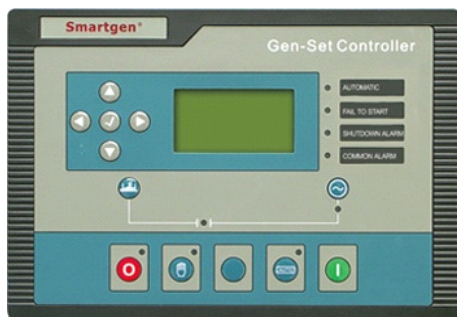 Smartgen®
Gen-Set Controller
AUTOMATIC
FAIL TO START
SHUTDOWN ALARM
COMMON ALARM